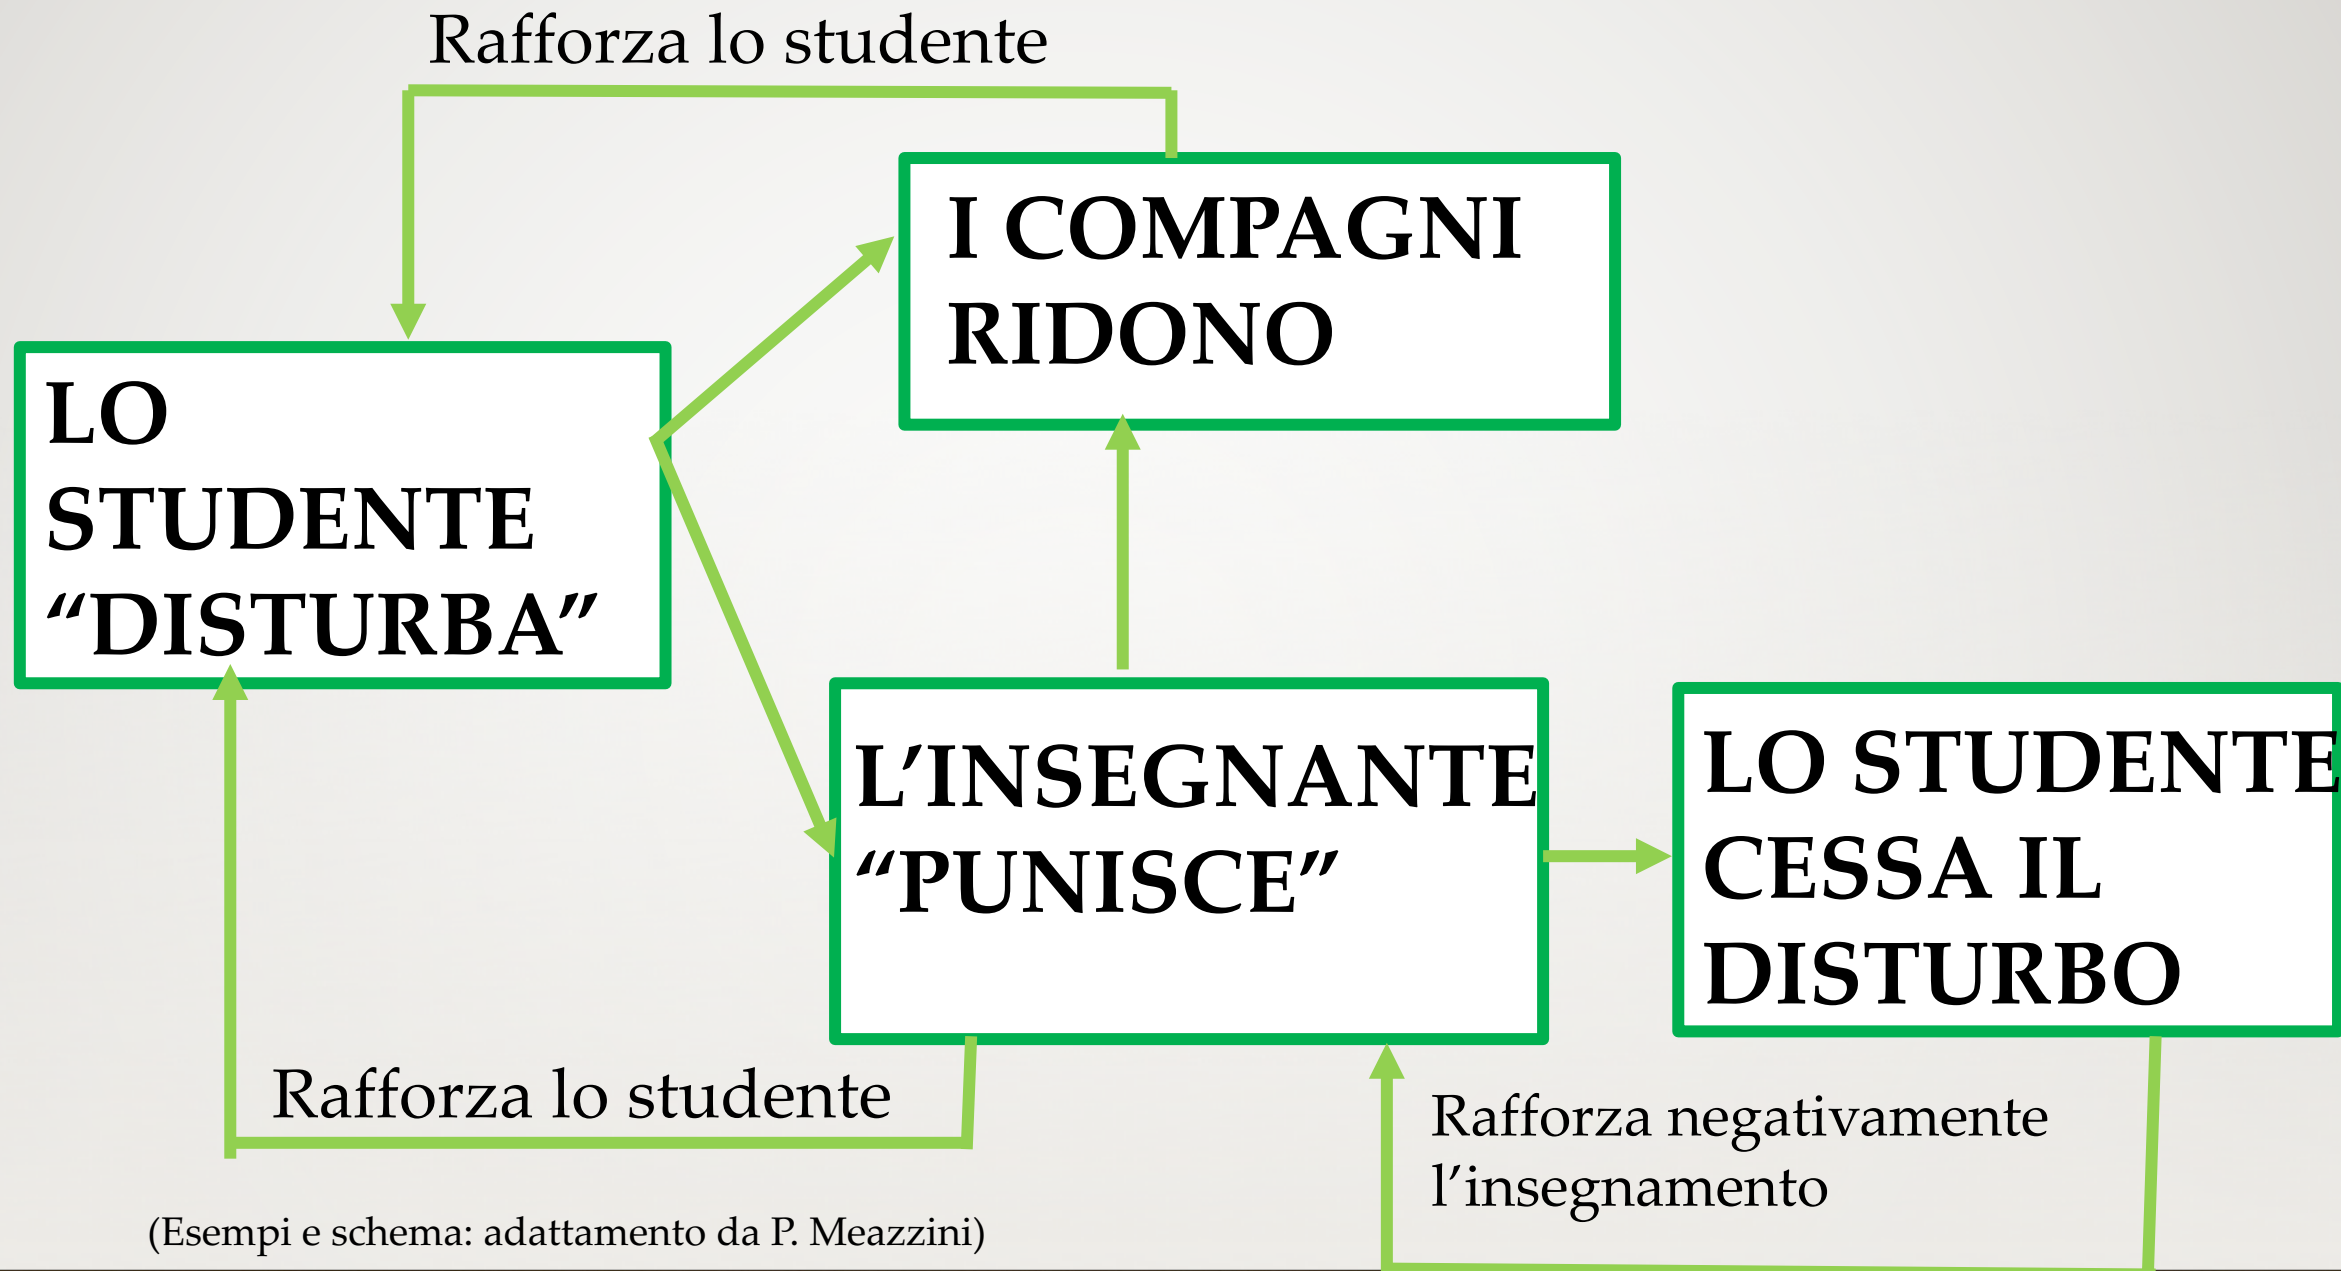 Rafforza lo studente
I COMPAGNI
RIDONO
LO
STUDENTE
“DISTURBA”
L’INSEGNANTE
“PUNISCE”
LO STUDENTE
CESSA IL
DISTURBO
Rafforza lo studente
Rafforza negativamente
l’insegnamento
(Esempi e schema: adattamento da P. Meazzini)